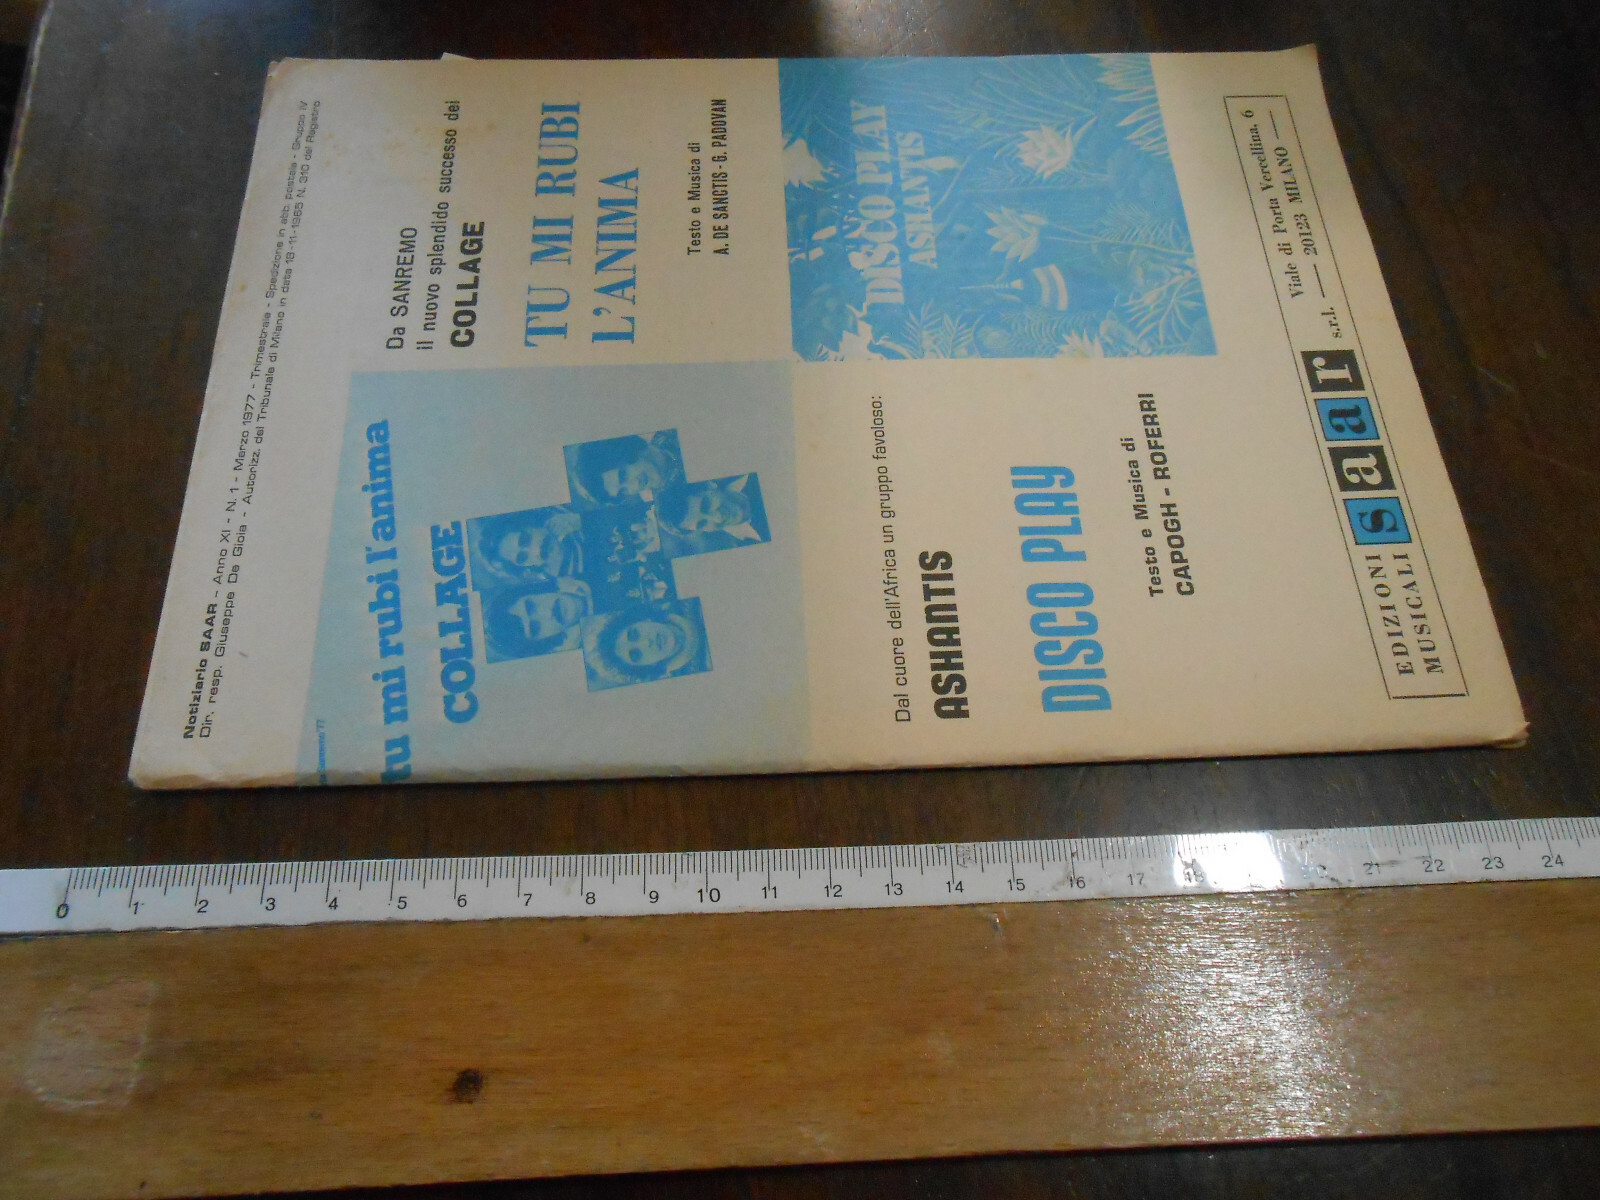 Notiziario SAAR - Anno XI - N. 1 - Marzo 1977 - Trimestrale - Spedizione in abb. postale - Gruppo IV
Dir. resp. Giuseppe De Gioia - Autorizz. del Tribunale di Milano in data 19-11-1965 N. 310 del Registro
tu mi rubi l'anima
COLLAGE
Da SANREMO
il nuovo splendido successo dei
COLLAGE
TU MI RUBI
L'ANIMA
Testo e Musica di
A. DE SANCTIS - G. PADOVAN
Dal cuore dell'Africa un gruppo favoloso:
ASHANTIS
DISCO PLAY
Testo e Musica di
CAPOGH - ROFERRI
DISCO PLAY
ASHANTIS
EDIZIONI
MUSICALI
saar
s.r.l.
Viale di Porta Vercellina, 6
20123 MILANO
0 1 2 3 4 5 6 7 8 9 10 11 12 13 14 15 16 17 18 20 21 22 23 24